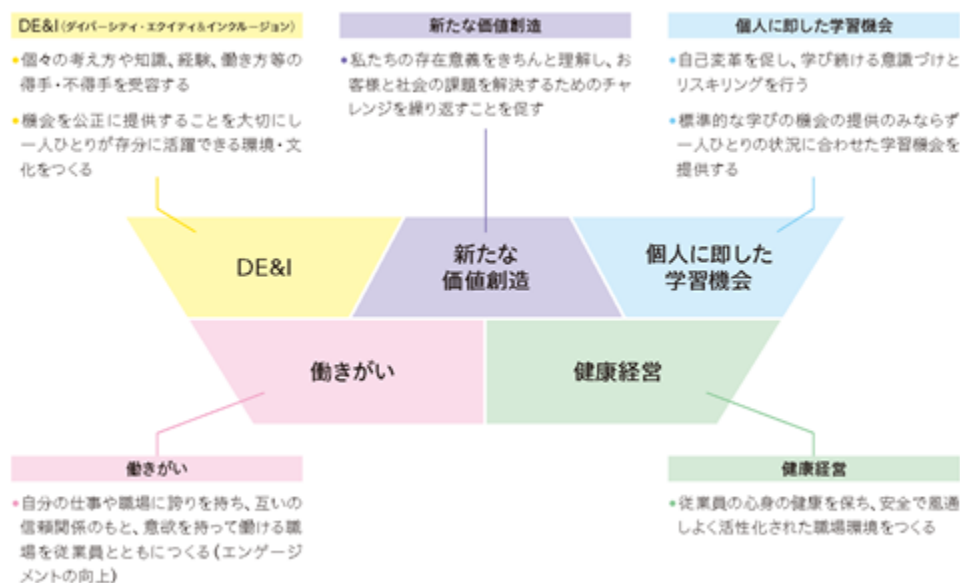 DE&I(ダイバーシティ・エクイティ&インクルージョン)
•個々の考え方や知識、経験、働き方等の
得手・不得手を受容する
•機会を公正に提供することを大切にし
一人ひとりが存分に活躍できる環境・文
化をつくる
新たな価値創造
•私たちの存在意義をきちんと理解し、お
客様と社会の課題を解決するためのチャ
レンジを繰り返すことを促す
個人に即した学習機会
•自己変革を促し、学び続ける意識づけと
リスキリングを行う
•標準的な学びの機会の提供のみならず
一人ひとりの状況に合わせた学習機会を
提供する
DE&I
新たな
価値創造
個人に即した
学習機会
働きがい
健康経営
働きがい
•自分の仕事や職場に誇りを持ち、互いの
信頼関係のもと、意欲を持って働ける職
場を従業員とともにつくる(エンゲージ
メントの向上)
健康経営
•従業員の心身の健康を保ち、安全で風通
しよく活性化された職場環境をつくる